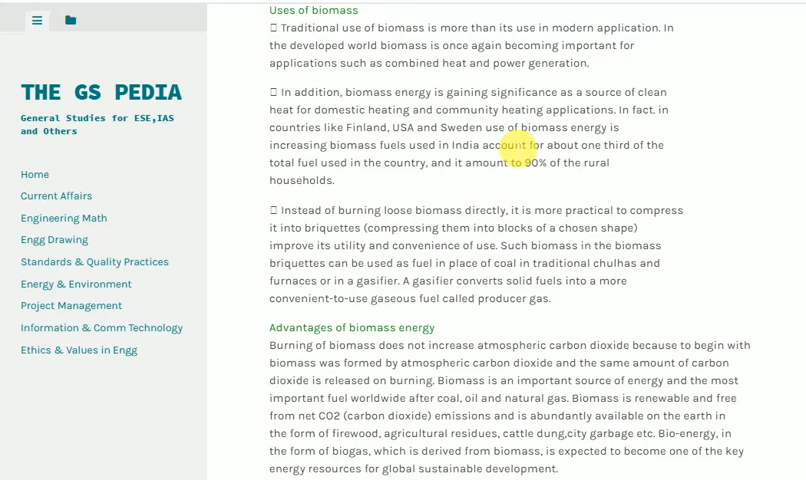 THE GS PEDIA
General Studies for ESE,IAS
and Others
Home
Current Affairs
Engineering Math
Engg Drawing
Standards & Quality Practices
Energy & Environment
Project Management
Information & Comm Technology
Ethics & Values in Engg
Uses of biomass
Traditional use of biomass is more than its use in modern application. In
the developed world biomass is once again becoming important for
applications such as combined heat and power generation.
In addition, biomass energy is gaining significance as a source of clean
heat for domestic heating and community heating applications. In fact. in
countries like Finland, USA and Sweden use of biomass energy is
increasing biomass fuels used in India account for about one third of the
total fuel used in the country, and it amount to 90% of the rural
households.
Instead of burning loose biomass directly, it is more practical to compress
it into briquettes (compressing them into blocks of a chosen shape)
improve its utility and convenience of use. Such biomass in the biomass
briquettes can be used as fuel in place of coal in traditional chulhas and
furnaces or in a gasifier. A gasifier converts solid fuels into a more
convenient-to-use gaseous fuel called producer gas.
Advantages of biomass energy
Burning of biomass does not increase atmospheric carbon dioxide because to begin with
biomass was formed by atmospheric carbon dioxide and the same amount of carbon
dioxide is released on burning. Biomass is an important source of energy and the most
important fuel worldwide after coal, oil and natural gas. Biomass is renewable and free
from net CO2 (carbon dioxide) emissions and is abundantly available on the earth in
the form of firewood, agricultural residues, cattle dung,city garbage etc. Bio-energy, in
the form of biogas, which is derived from biomass, is expected to become one of the key
energy resources for global sustainable development.